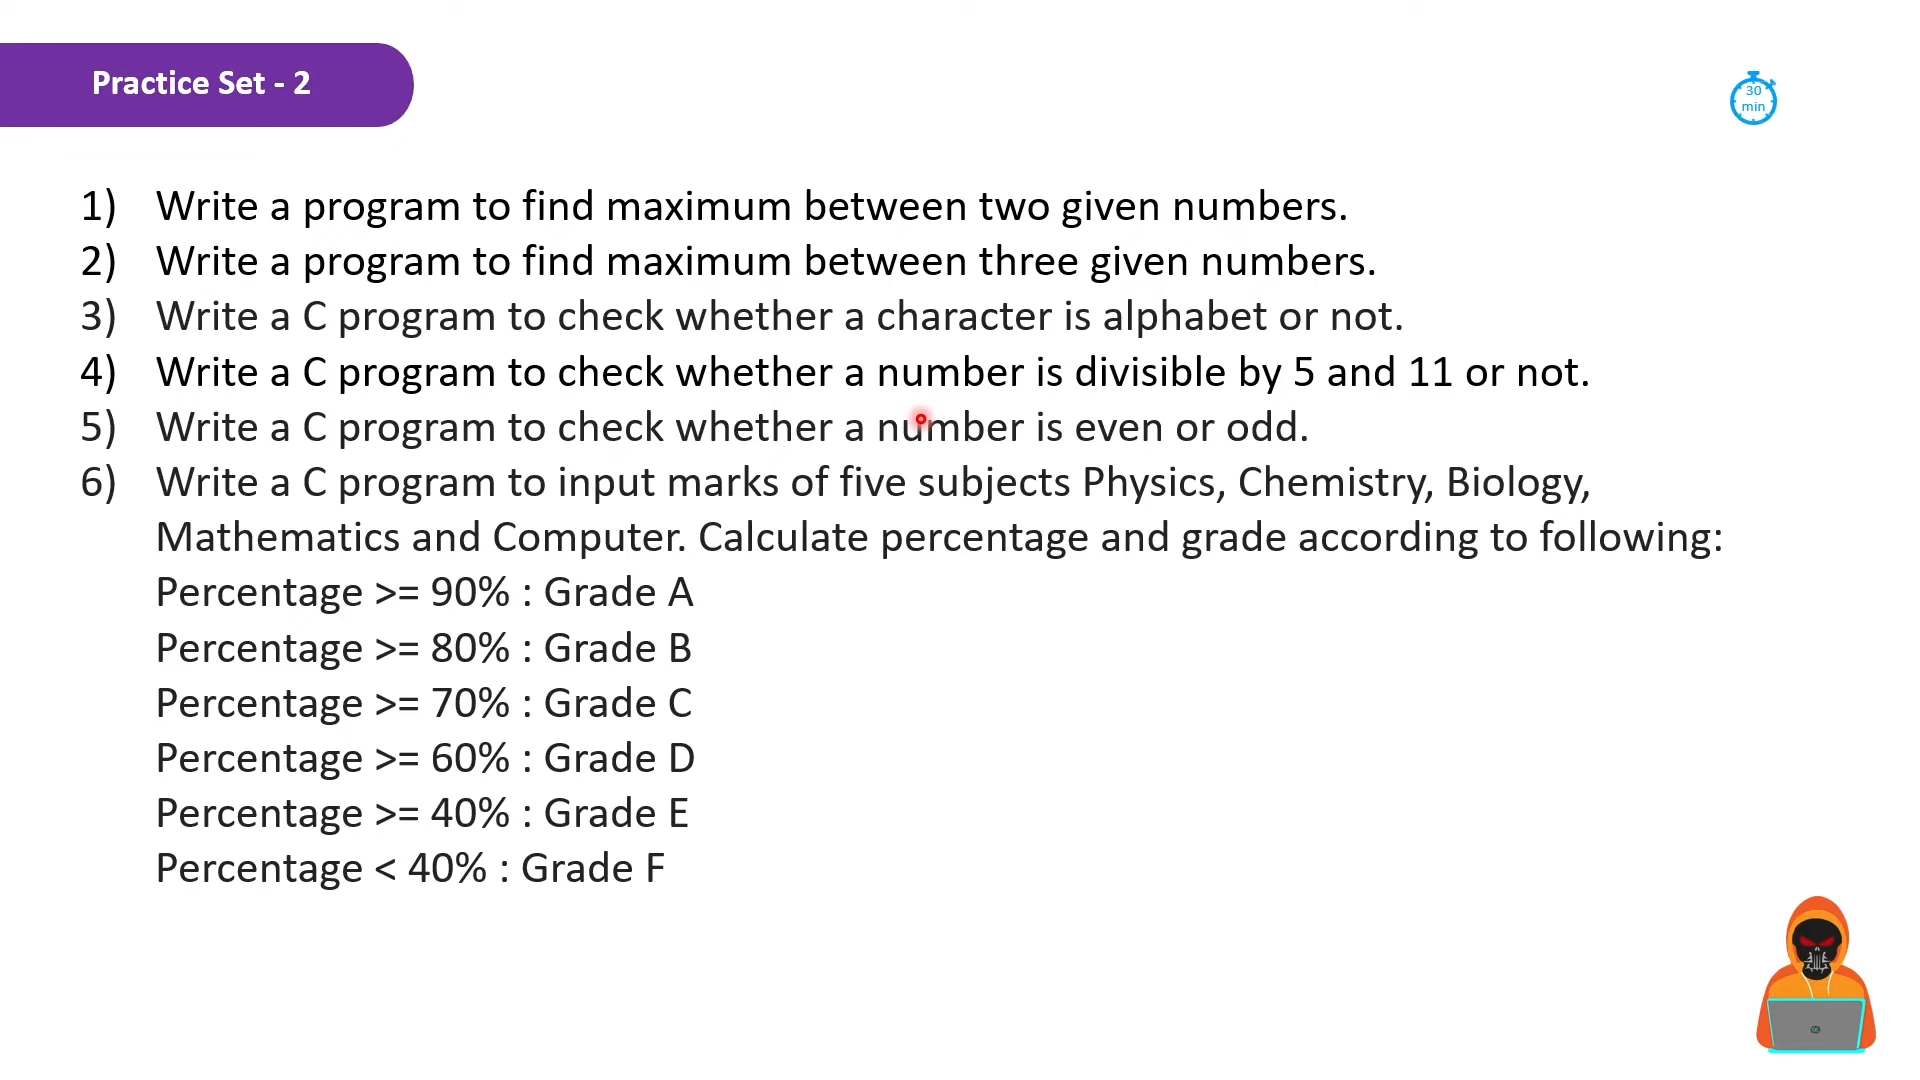 Practice Set - 2
30
min
1) Write a program to find maximum between two given numbers.
2) Write a program to find maximum between three given numbers.
3) Write a C program to check whether a character is alphabet or not.
4) Write a C program to check whether a number is divisible by 5 and 11 or not.
5) Write a C program to check whether a number is even or odd.
6) Write a C program to input marks of five subjects Physics, Chemistry, Biology,
Mathematics and Computer. Calculate percentage and grade according to following:
Percentage >= 90% : Grade A
Percentage >= 80% : Grade B
Percentage >= 70% : Grade C
Percentage >= 60% : Grade D
Percentage >= 40% : Grade E
Percentage < 40% : Grade F